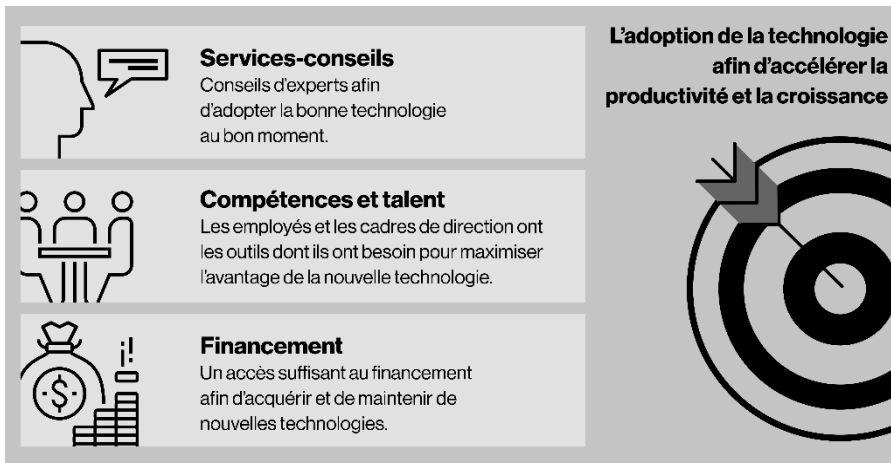 Services-conseils
Conseils d'experts afin
d'adopter la bonne technologie
au bon moment.
Compétences et talent
Les employés et les cadres de direction ont
les outils dont ils ont besoin pour maximiser
l'avantage de la nouvelle technologie.
Financement
Un accès suffisant au financement
afin d'acquérir et de maintenir de
nouvelles technologies.
L'adoption de la technologie
afin d'accélérer la
productivité et la croissance
$